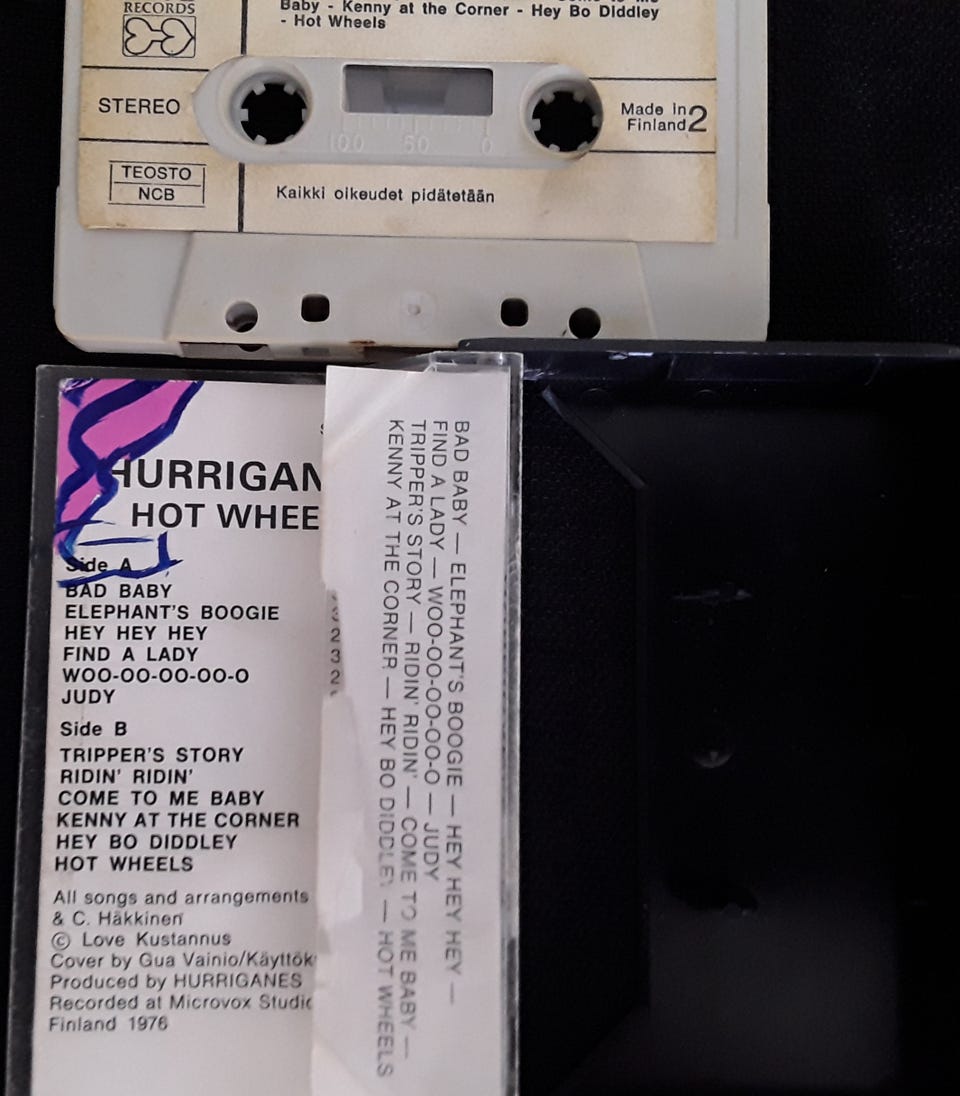 RECORDS
Baby - Kenny at the Corner - Hey Bo Diddley
- Hot Wheels
STEREO
100 50 0
Made in
Finland
2
TEOSTO
NCB
Kaikki oikeudet pidätetään
HURRIGAN
HOT WHEE
Side A
BAD BABY
ELEPHANT'S BOOGIE
HEY HEY HEY
FIND A LADY
WOO-OO-OO-OO-O
JUDY
Side B
TRIPPER'S STORY
RIDIN' RIDIN'
COME TO ME BABY
KENNY AT THE CORNER
HEY BO DIDDLEY
HOT WHEELS
All songs and arrangements
& C. Häkkinen
© Love Kustannus
Cover by Gua Vainio/Käyttök
Produced by HURRIGANES
Recorded at Microvox Studio
Finland 1976
BAD BABY — ELEPHANT'S BOOGIE — HEY HEY HEY —
FIND A LADY — WOO-OO-OO-OO-O — JUDY
TRIPPER'S STORY — RIDIN' RIDIN' — COME TO ME BABY —
KENNY AT THE CORNER — HEY BO DIDDLEY — HOT WHEELS